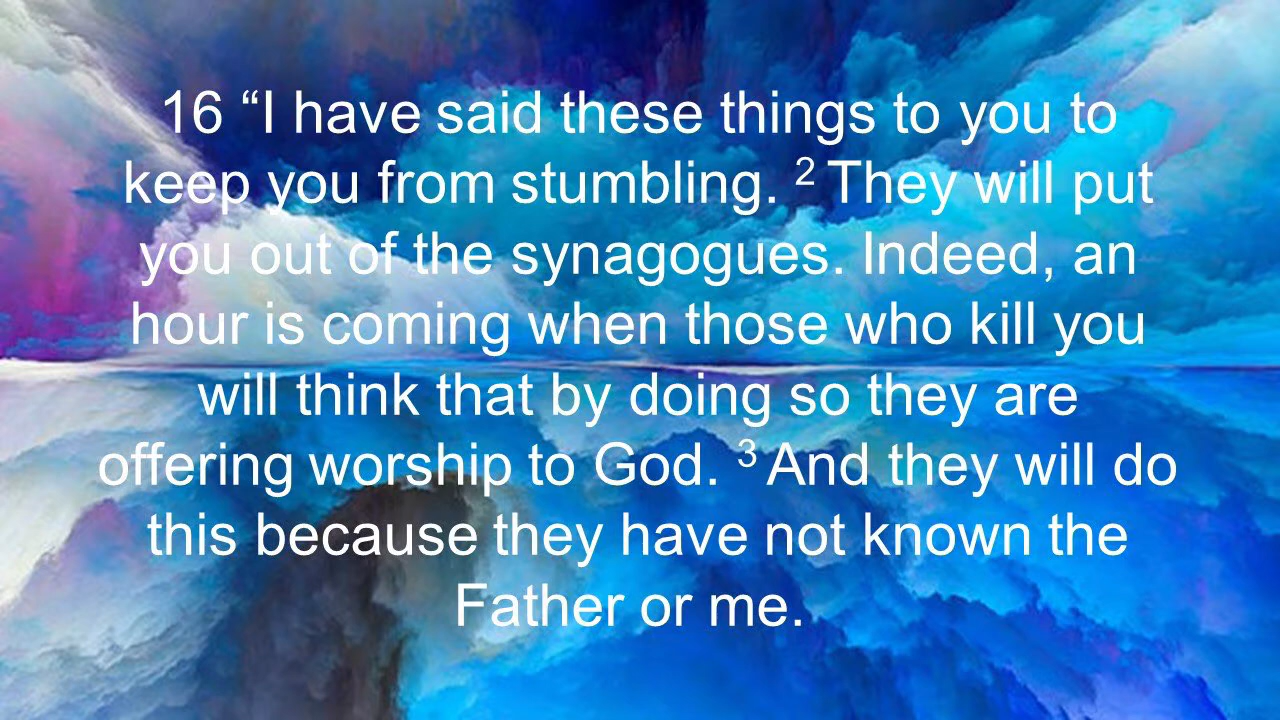 16 “I have said these things to you to
keep you from stumbling. ² They will put
you out of the synagogues. Indeed, an
hour is coming when those who kill you
will think that by doing so they are
offering worship to God. ³ And they will do
this because they have not known the
Father or me.